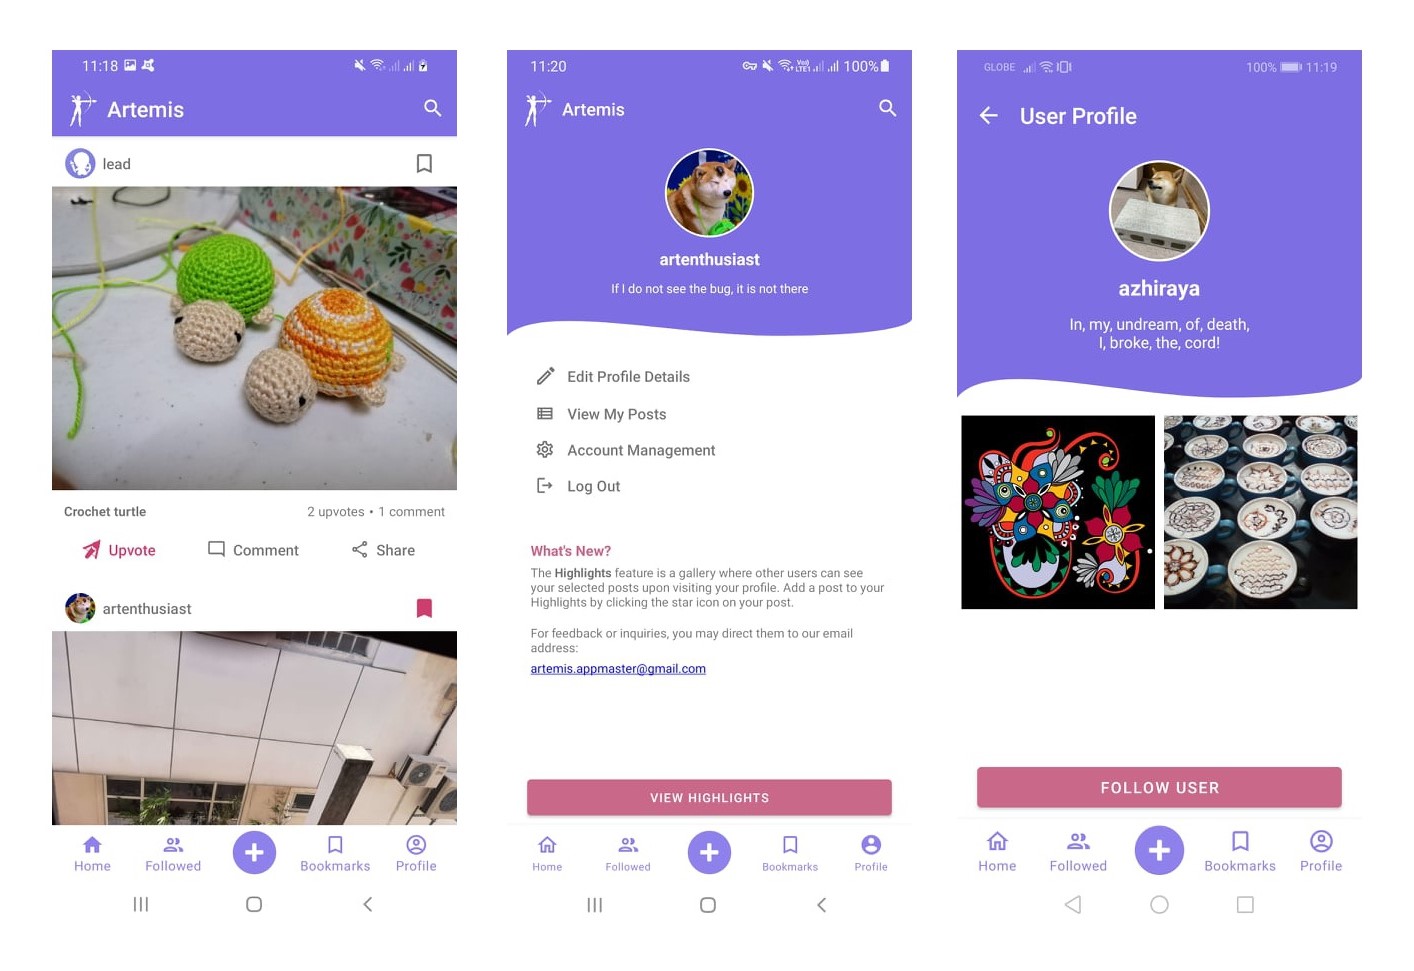 11:18
Artemis
lead
Crochet turtle
2 upvotes • 1 comment
Upvote
Comment
Share
artenthusiast
Home
Followed
Bookmarks
Profile
11:20
Vo))
LTE1
100%
Artemis
artenthusiast
If I do not see the bug, it is not there
Edit Profile Details
View My Posts
Account Management
Log Out
What's New?
The Highlights feature is a gallery where other users can see
your selected posts upon visiting your profile. Add a post to your
Highlights by clicking the star icon on your post.
For feedback or inquiries, you may direct them to our email
address:
artemis.appmaster@gmail.com
VIEW HIGHLIGHTS
Home
Followed
Bookmarks
Profile
GLOBE
100%
11:19
User Profile
azhiraya
In, my, undream, of, death,
I, broke, the, cord!
FOLLOW USER
Home
Followed
Bookmarks
Profile